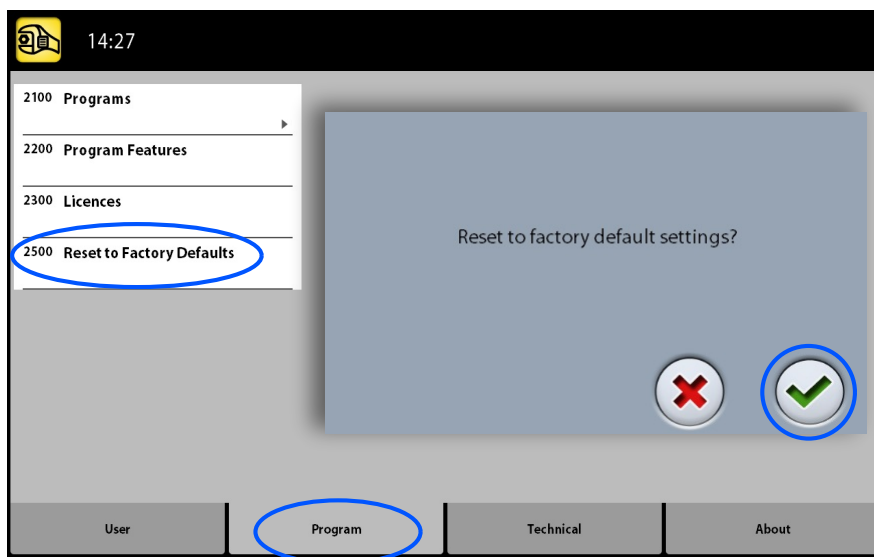 14:27
2100 Programs
2200 Program Features
2300 Licences
2500 Reset to Factory Defaults
Reset to factory default settings?
User Program Technical About